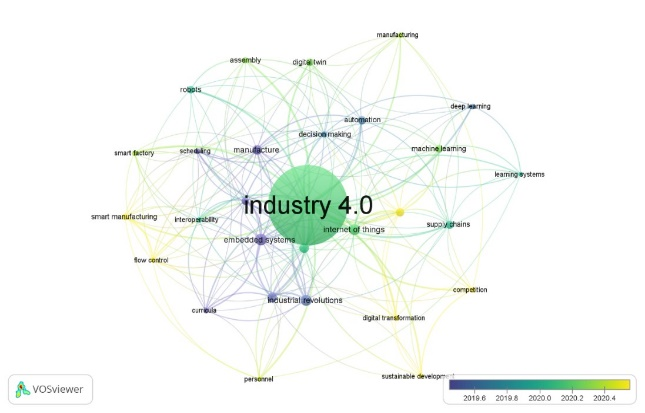 manufacturing
assembly
digital twin
robots
deep learning
automation
decision making
smart factory
scheduling
manufacture
machine learning
learning systems
industry 4.0
smart manufacturing
interoperability
internet of things
supply chains
embedded systems
flow control
competition
industrial revolutions
curricula
digital transformation
personnel
sustainable development
VOSviewer
2019.6 2019.8 2020.0 2020.2 2020.4